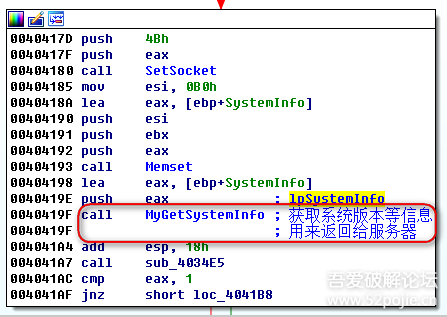 0040417D push 4Bh
0040417F push eax
00404180 call SetSocket
00404185 mov esi, 0B0h
0040418A lea eax, [ebp+SystemInfo]
00404190 push esi
00404191 push ebx
00404192 push eax
00404193 call Memset
00404198 lea eax, [ebp+SystemInfo]
0040419E push eax ; lpSystemInfo
0040419F call MyGetSystemInfo ; 获取系统版本等信息
0040419F ; 用来返回给服务器
004041A4 add esp, 18h
004041A7 call sub_4034E5
004041AC cmp eax, 1
004041AF jnz short loc_4041B8
吾爱破解论坛
www.52pojie.cn